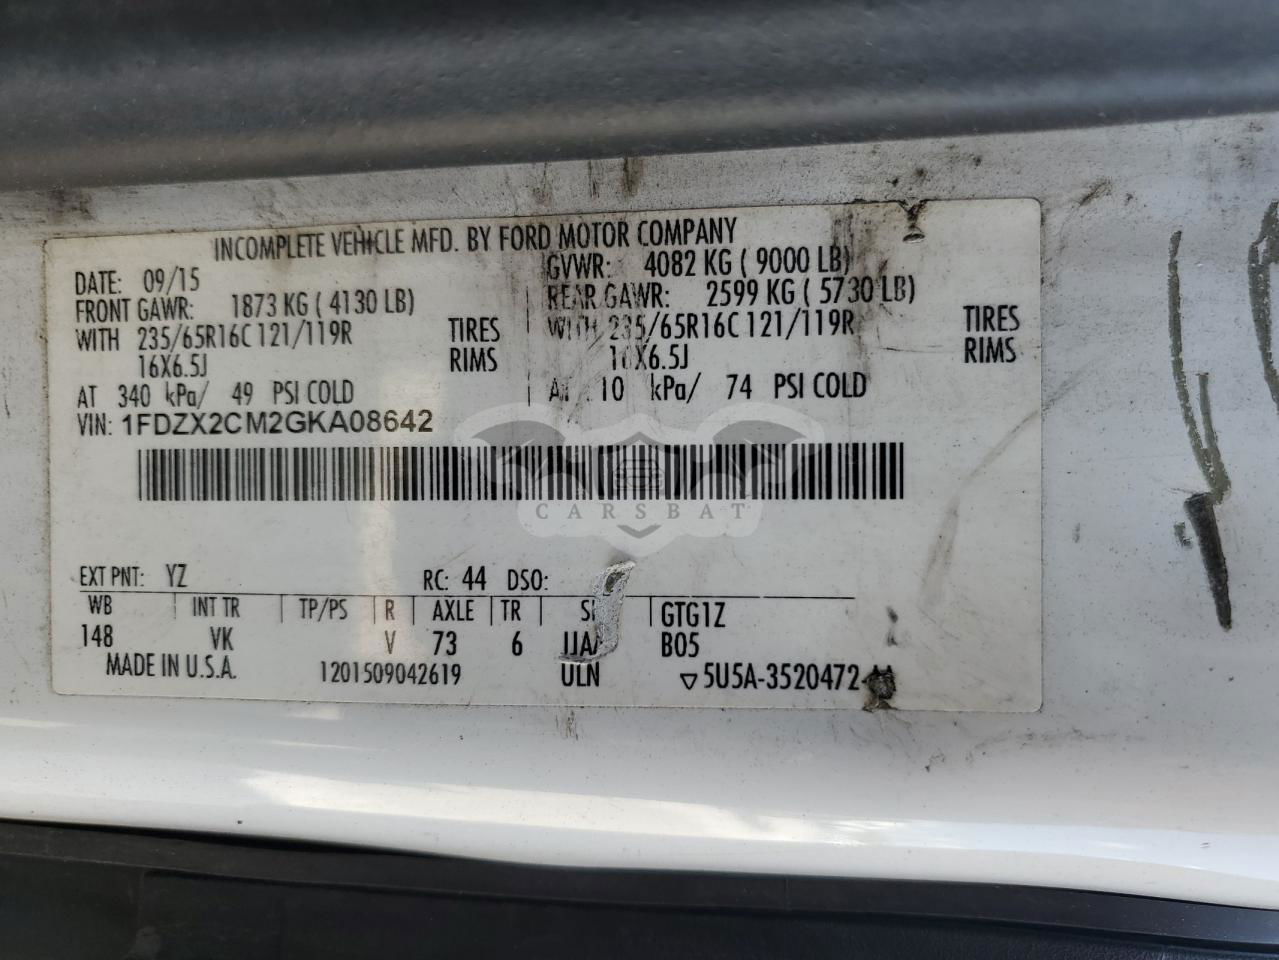 INCOMPLETE VEHICLE MFD. BY FORD MOTOR COMPANY
DATE: 09/15 GVWR: 4082 KG ( 9000 LB)
FRONT GAWR: 1873 KG ( 4130 LB) REAR GAWR: 2599 KG ( 5730 LB)
WITH 235/65R16C 121/119R TIRES WITH 235/65R16C 121/119R TIRES
16X6.5J RIMS 16X6.5J RIMS
AT 340 kPa/ 49 PSI COLD kPa/ 74 PSI COLD
VIN: 1FDZX2CM2GKA08642
CARSBAT
EXT PNT: YZ RC: 44 DSO:
WB INT TR TP/PS R AXLE TR GTG1Z
148 VK V 73 6 B05
MADE IN U.S.A. 1201509042619 ULN ▽5U5A-3520472